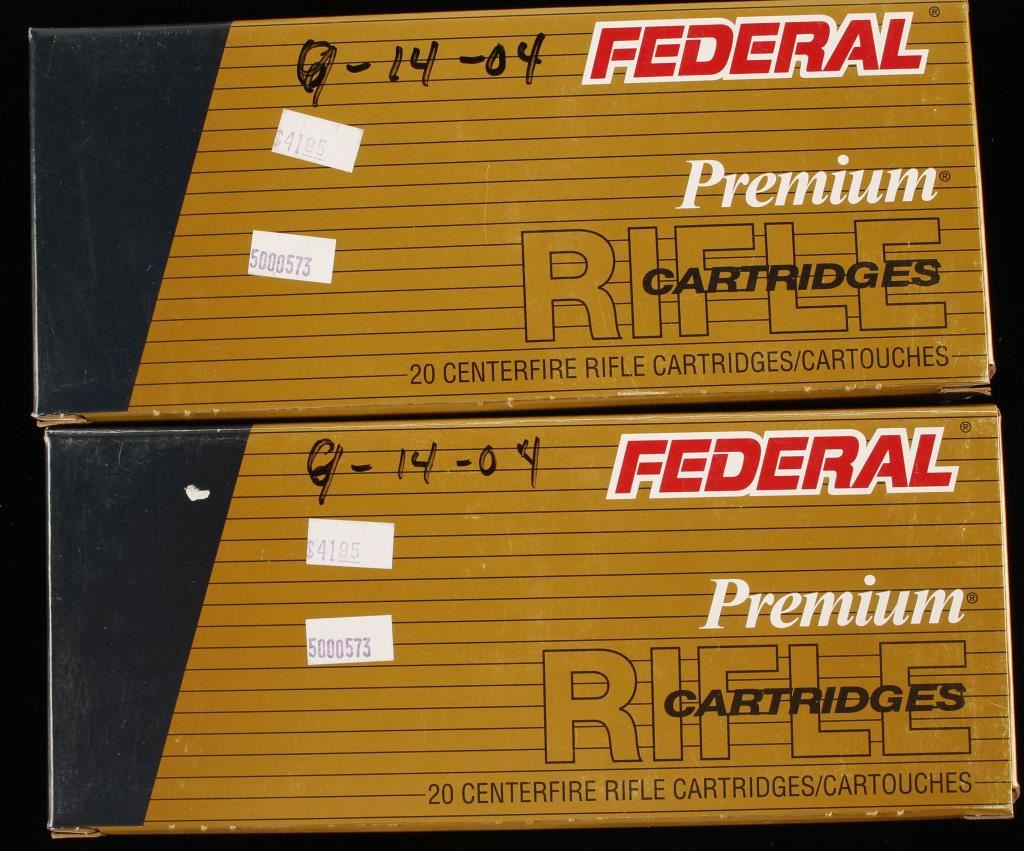 9-14-04
FEDERAL®
$41.95
Premium®
5000573
RIFLE
CARTRIDGES
20 CENTERFIRE RIFLE CARTRIDGES/CARTOUCHES
9-14-04
FEDERAL®
$41.95
Premium®
5000573
RIFLE
CARTRIDGES
20 CENTERFIRE RIFLE CARTRIDGES/CARTOUCHES